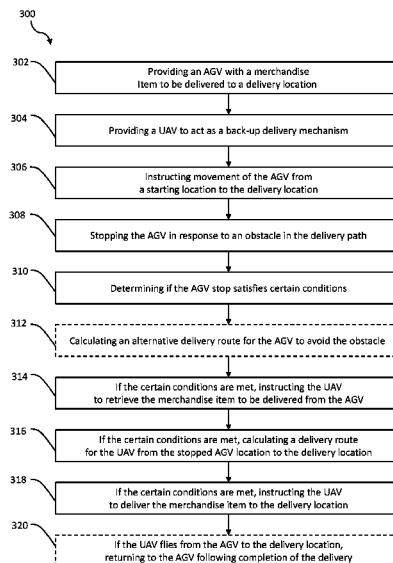 300
302
Providing an AGV with a merchandise
Item to be delivered to a delivery location
304
Providing a UAV to act as a back-up delivery mechanism
306
Instructing movement of the AGV from
a starting location to the delivery location
308
Stopping the AGV in response to an obstacle in the delivery path
310
Determining if the AGV stop satisfies certain conditions
312
Calculating an alternative delivery route for the AGV to avoid the obstacle
314
If the certain conditions are met, instructing the UAV
to retrieve the merchandise item to be delivered from the AGV
316
If the certain conditions are met, calculating a delivery route
for the UAV from the stopped AGV location to the delivery location
318
If the certain conditions are met, instructing the UAV
to deliver the merchandise item to the delivery location
320
If the UAV flies from the AGV to the delivery location,
returning to the AGV following completion of the delivery